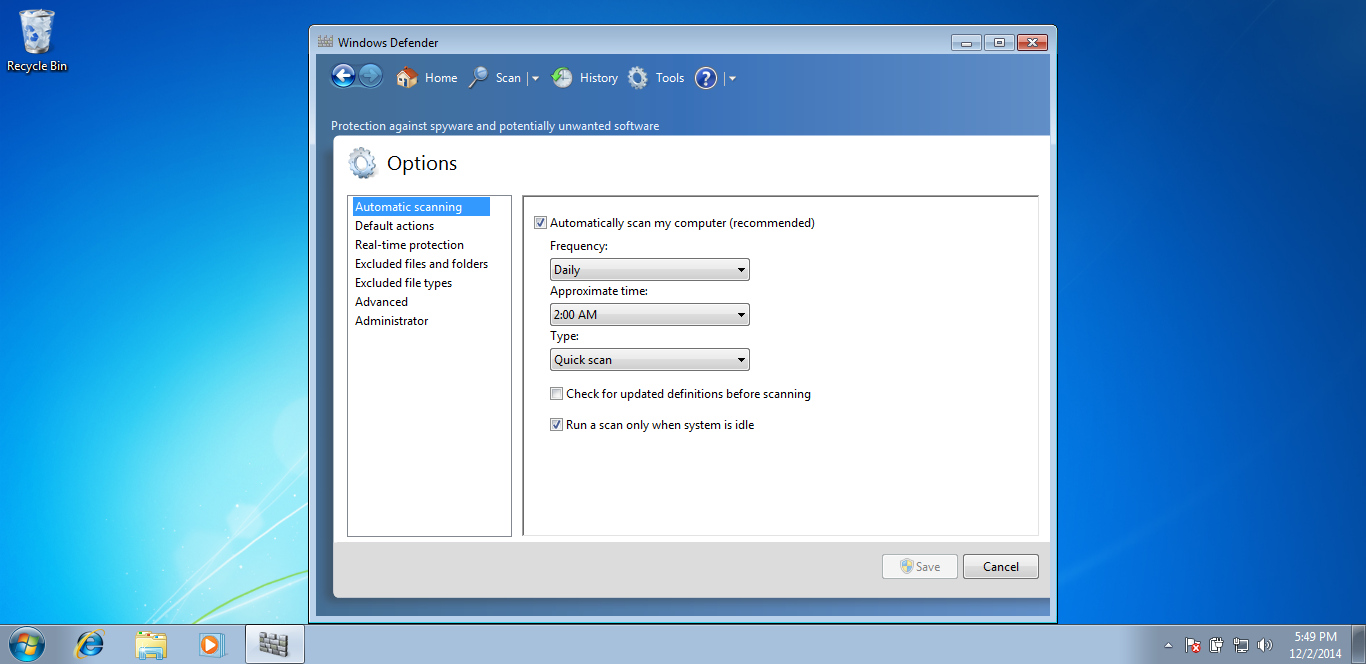 Recycle Bin
Windows Defender
Home Scan History Tools
Protection against spyware and potentially unwanted software
Options
Automatic scanning
Default actions
Real-time protection
Excluded files and folders
Excluded file types
Advanced
Administrator
Automatically scan my computer (recommended)
Frequency:
Daily
Approximate time:
2:00 AM
Type:
Quick scan
Check for updated definitions before scanning
Run a scan only when system is idle
Save Cancel
5:49 PM
12/2/2014